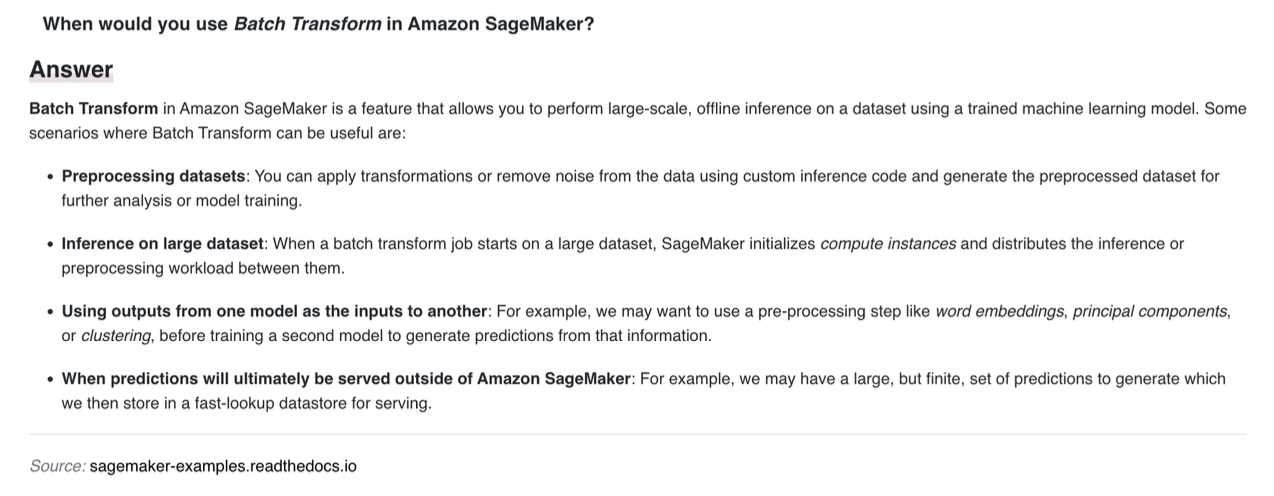 When would you use Batch Transform in Amazon SageMaker?
Answer
Batch Transform in Amazon SageMaker is a feature that allows you to perform large-scale, offline inference on a dataset using a trained machine learning model. Some
scenarios where Batch Transform can be useful are:
• Preprocessing datasets: You can apply transformations or remove noise from the data using custom inference code and generate the preprocessed dataset for
further analysis or model training.
• Inference on large dataset: When a batch transform job starts on a large dataset, SageMaker initializes compute instances and distributes the inference or
preprocessing workload between them.
• Using outputs from one model as the inputs to another: For example, we may want to use a pre-processing step like word embeddings, principal components,
or clustering, before training a second model to generate predictions from that information.
• When predictions will ultimately be served outside of Amazon SageMaker: For example, we may have a large, but finite, set of predictions to generate which
we then store in a fast-lookup datastore for serving.
Source: sagemaker-examples.readthedocs.io